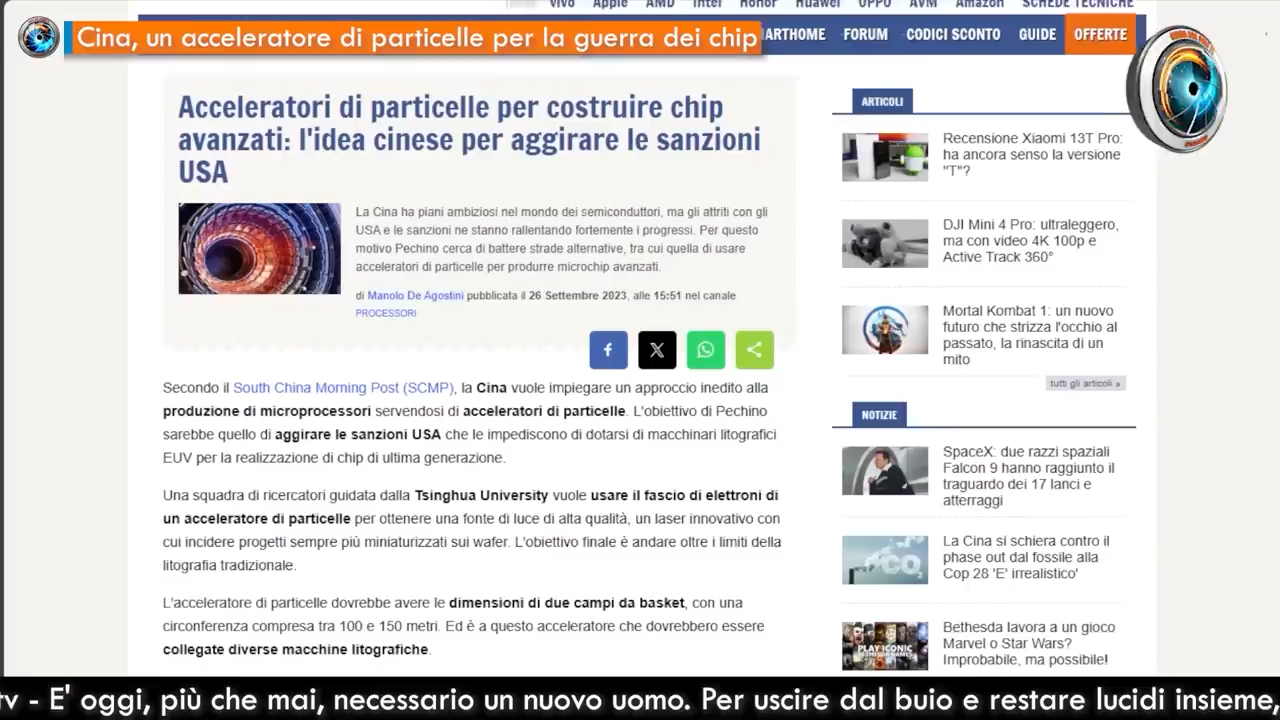 Vivo Apple AMD Intel Honor Huawei OPPO AVM Amazon SCHEDE TECNICHE
Cina, un acceleratore di particelle per la guerra dei chip
FORUM CODICI SCONTO GUIDE OFFERTE
Acceleratori di particelle per costruire chip
avanzati: l'idea cinese per aggirare le sanzioni
USA
La Cina ha piani ambiziosi nel mondo dei semiconduttori, ma gli attriti con gli
USA e le sanzioni ne stanno rallentando fortemente i progressi. Per questo
motivo Pechino cerca di battere strade alternative, tra cui quella di usare
acceleratori di particelle per produrre microchip avanzati.
di Manolo De Agostini pubblicata il 26 Settembre 2023, alle 15:51 nel canale
PROCESSORI
Secondo il South China Morning Post (SCMP), la Cina vuole impiegare un approccio inedito alla
produzione di microprocessori servendosi di acceleratori di particelle. L'obiettivo di Pechino
sarebbe quello di aggirare le sanzioni USA che le impediscono di dotarsi di macchinari litografici
EUV per la realizzazione di chip di ultima generazione.
Una squadra di ricercatori guidata dalla Tsinghua University vuole usare il fascio di elettroni di
un acceleratore di particelle per ottenere una fonte di luce di alta qualità, un laser innovativo con
cui incidere progetti sempre più miniaturizzati sui wafer. L'obiettivo finale è andare oltre i limiti della
litografia tradizionale.
L'acceleratore di particelle dovrebbe avere le dimensioni di due campi da basket, con una
circonferenza compresa tra 100 e 150 metri. Ed è a questo acceleratore che dovrebbero essere
collegate diverse macchine litografiche.
ARTICOLI
Recensione Xiaomi 13T Pro:
ha ancora senso la versione
"T"?
DJI Mini 4 Pro: ultraleggero,
ma con video 4K 100p e
Active Track 360°
Mortal Kombat 1: un nuovo
futuro che strizza l'occhio al
passato, la rinascita di un
mito
tutti gli articoli »
NOTIZIE
SpaceX: due razzi spaziali
Falcon 9 hanno raggiunto il
traguardo dei 17 lanci e
atterraggi
La Cina si schiera contro il
phase out dal fossile alla
Cop 28 'E' irrealistico'
CO2
Bethesda lavora a un gioco
Marvel o Star Wars?
Improbabile, ma possibile!
PLAY ICONIC
tv - E' oggi, più che mai, necessario un nuovo uomo. Per uscire dal buio e restare lucidi insieme,